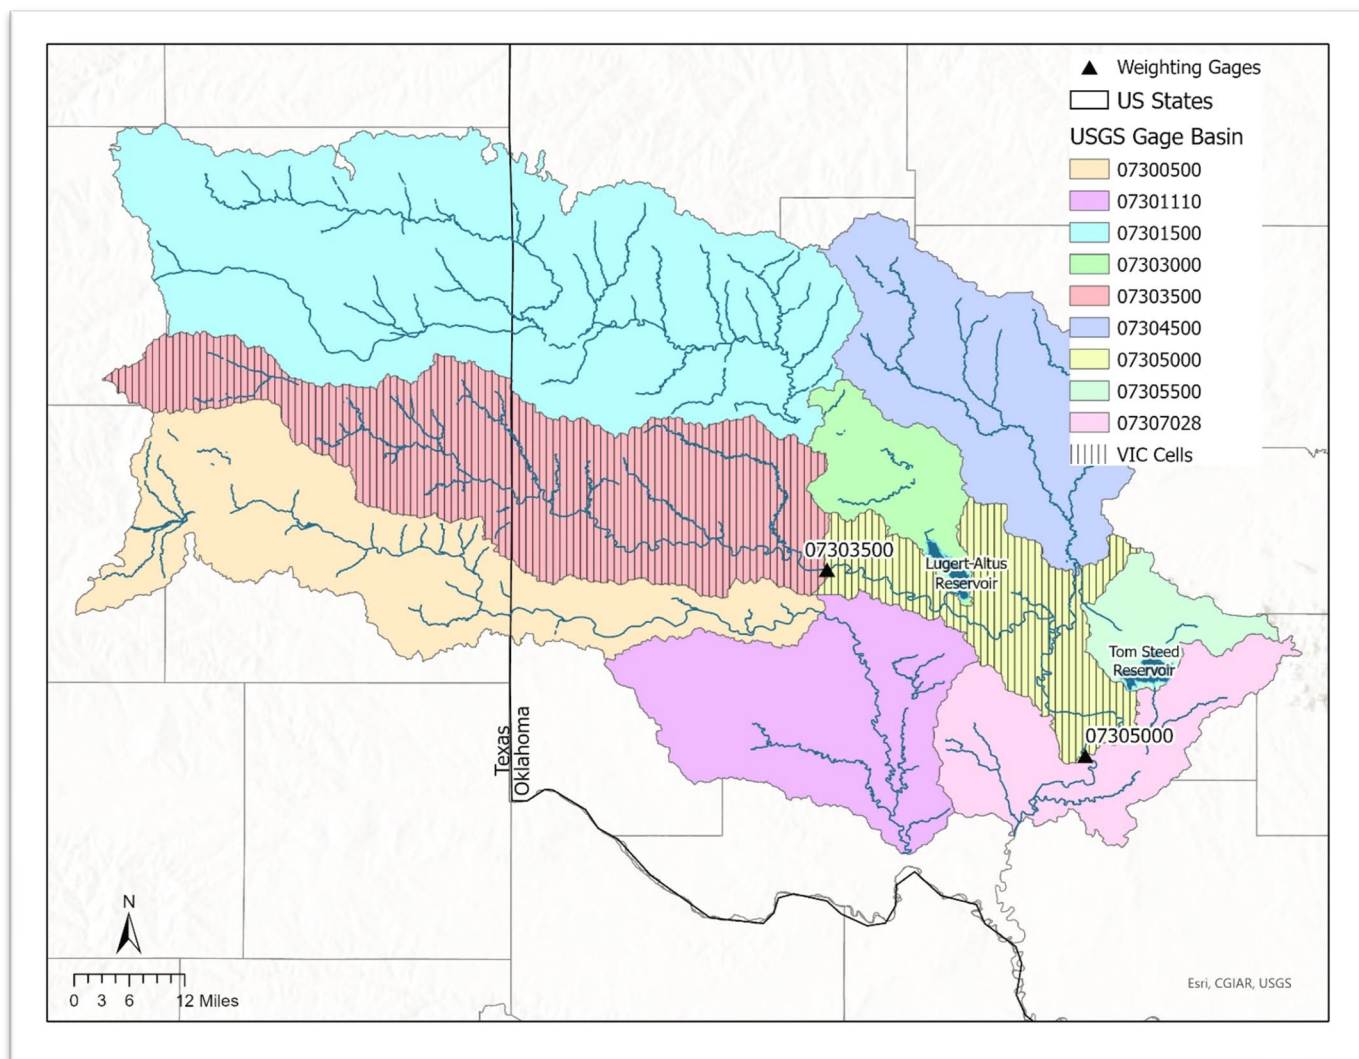 Weighting Gages
US States
USGS Gage Basin
07300500
07301110
07301500
07303000
07303500
07304500
07305000
07305500
07307028
VIC Cells
07303500
Lugert-Altus
Reservoir
Tom Steed
Reservoir
07305000
Texas
Oklahoma
N
0 3 6 12 Miles
Esri, CGIAR, USGS